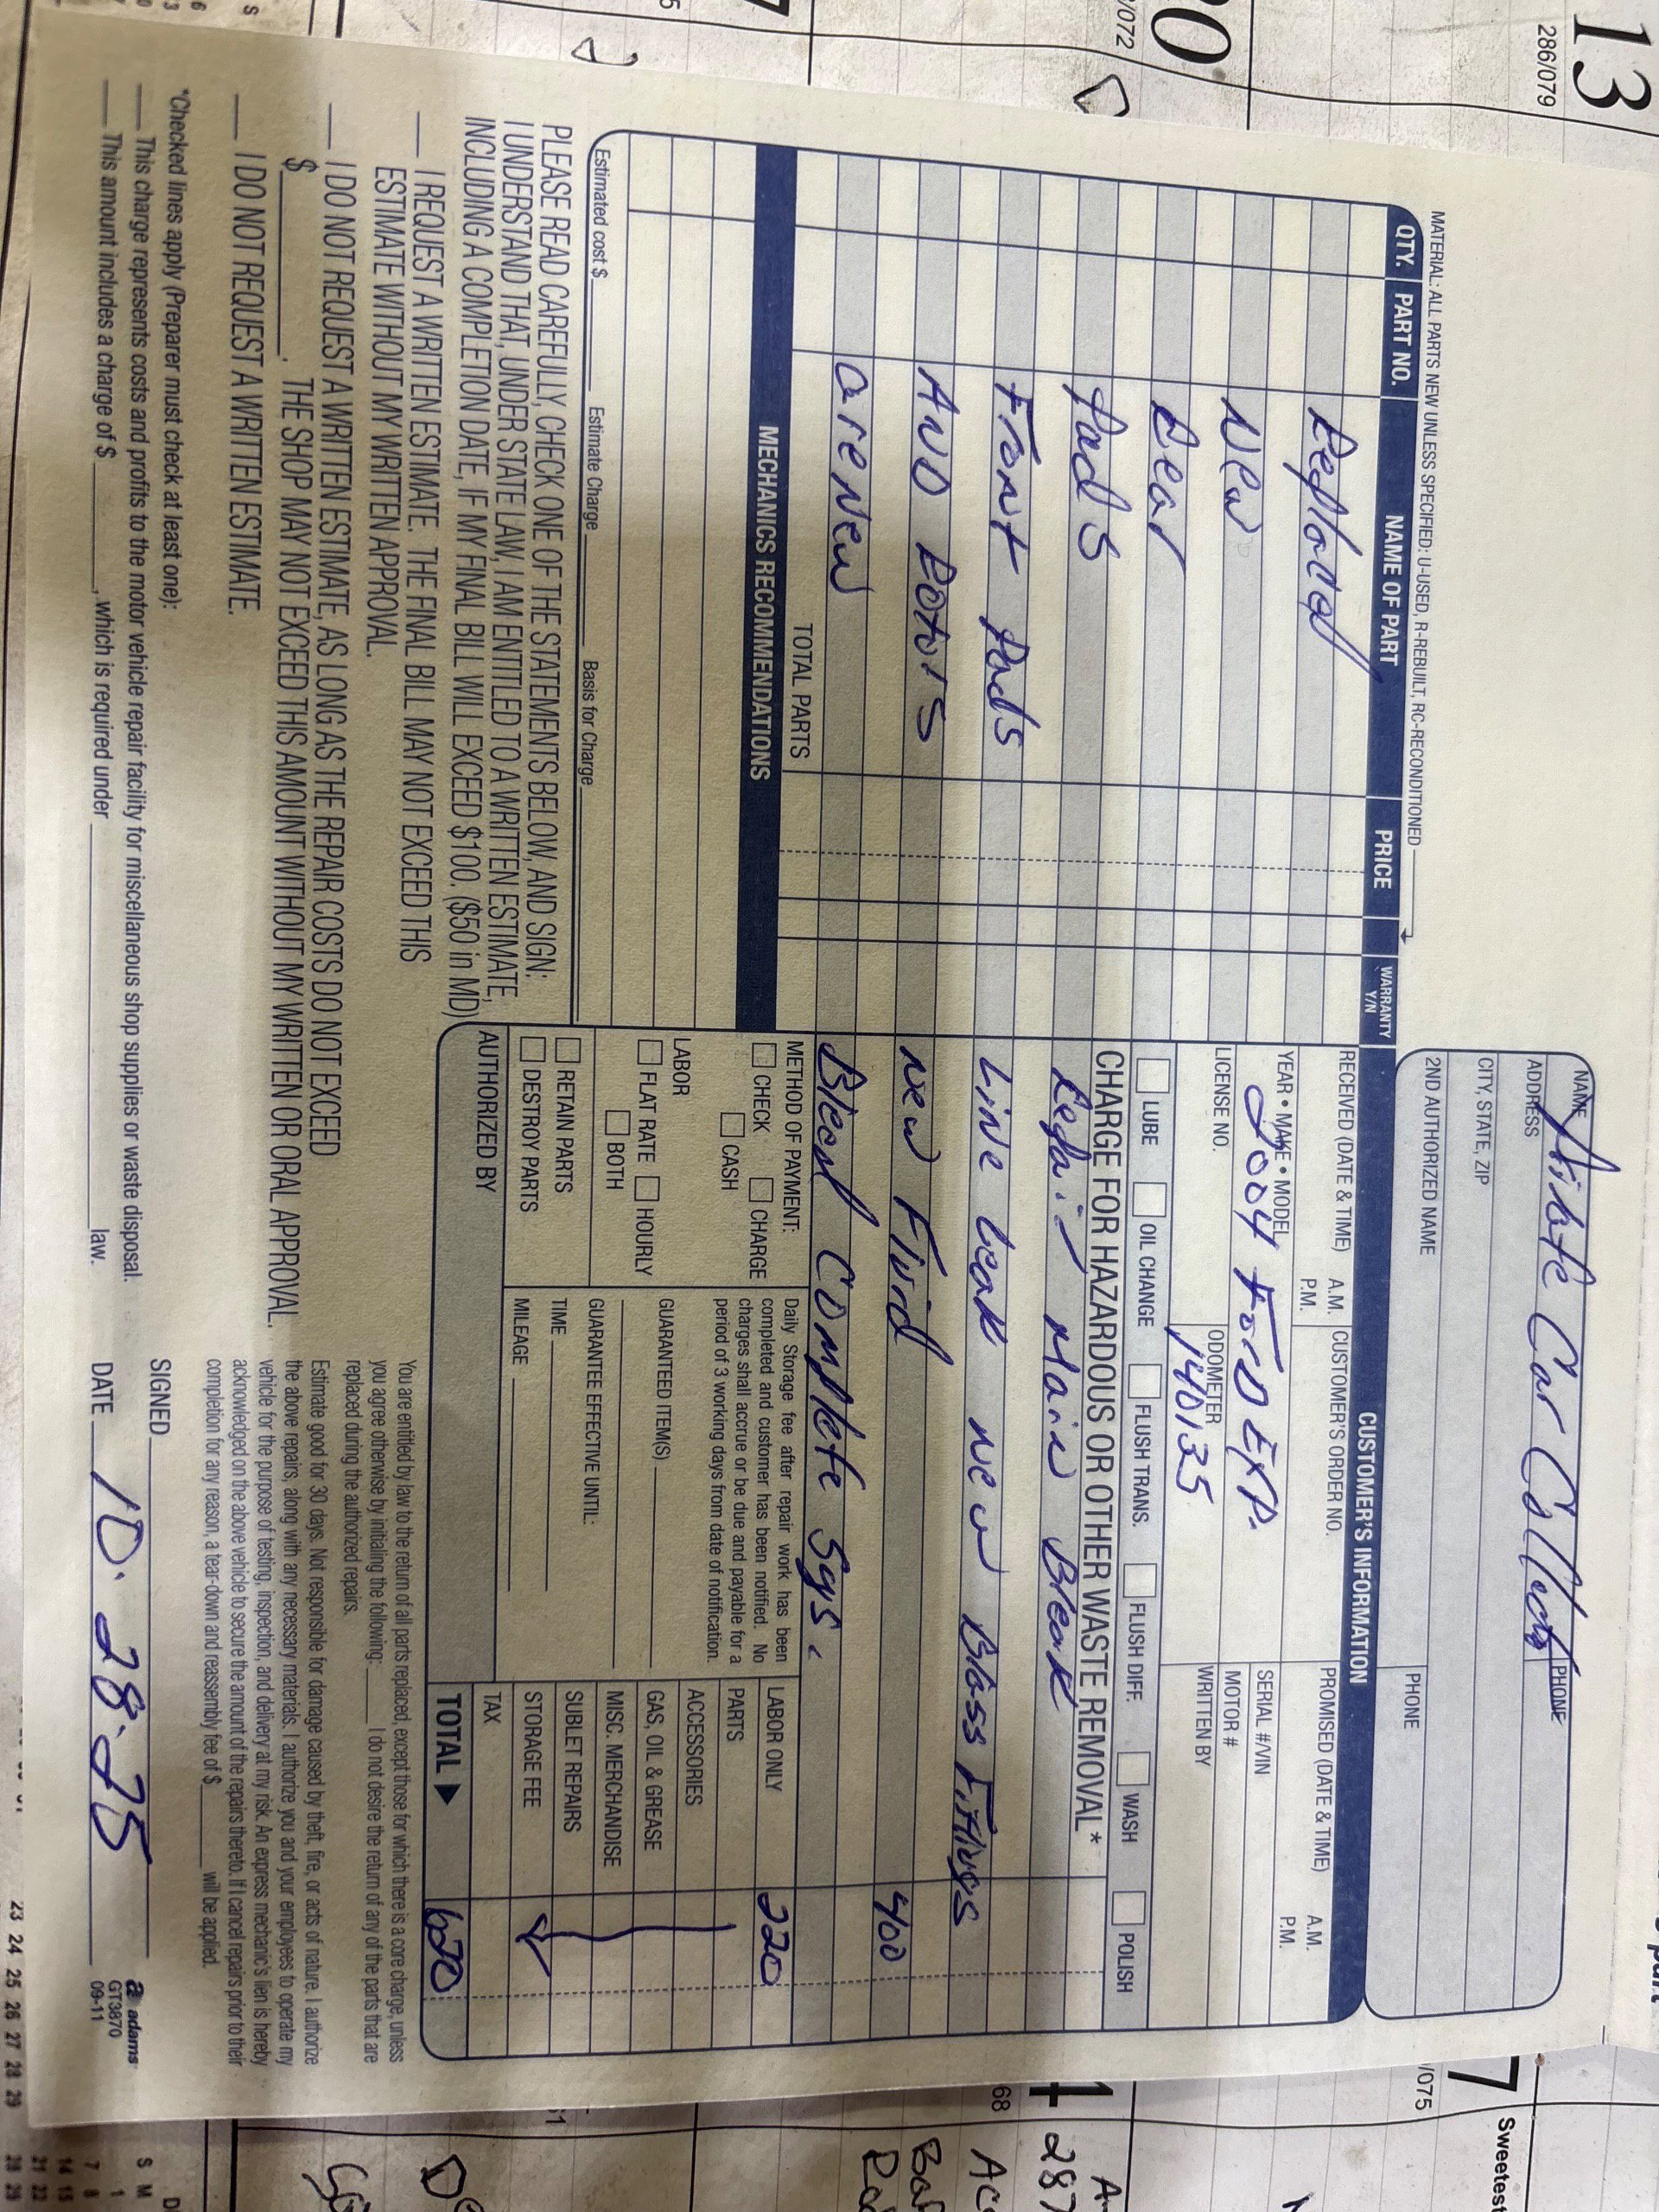 13
286/079
/072
20
MATERIAL: ALL PARTS NEW UNLESS SPECIFIED: U-USED, R-REBUILT, RC-RECONDITIONED
QTY. PART NO. NAME OF PART PRICE WARRANTY Y/N
Replaced
New
Rear
Pads
Front Pads
AND Rotors
are New
TOTAL PARTS
MECHANICS RECOMMENDATIONS
Estimated cost $ Estimate Charge Basis for Charge
PLEASE READ CAREFULLY, CHECK ONE OF THE STATEMENTS BELOW, AND SIGN:
I UNDERSTAND THAT, UNDER STATE LAW, I AM ENTITLED TO A WRITTEN ESTIMATE,
INCLUDING A COMPLETION DATE, IF MY FINAL BILL WILL EXCEED $100. ($50 in MD)
I REQUEST A WRITTEN ESTIMATE. THE FINAL BILL MAY NOT EXCEED THIS
ESTIMATE WITHOUT MY WRITTEN APPROVAL.
I DO NOT REQUEST A WRITTEN ESTIMATE, AS LONG AS THE REPAIR COSTS DO NOT EXCEED
$ . THE SHOP MAY NOT EXCEED THIS AMOUNT WITHOUT MY WRITTEN OR ORAL APPROVAL.
I DO NOT REQUEST A WRITTEN ESTIMATE.
*Checked lines apply (Preparer must check at least one):
This charge represents costs and profits to the motor vehicle repair facility for miscellaneous shop supplies or waste disposal.
This amount includes a charge of $ , which is required under law.
NAME Private Car PHONE
ADDRESS
CITY, STATE, ZIP
2ND AUTHORIZED NAME PHONE
CUSTOMER'S INFORMATION
RECEIVED (DATE & TIME) A.M. P.M. CUSTOMER'S ORDER NO. PROMISED (DATE & TIME) A.M. P.M.
YEAR • MAKE • MODEL SERIAL #/VIN
2004 Ford EXP. MOTOR #
LICENSE NO. ODOMETER WRITTEN BY
140135
LUBE OIL CHANGE FLUSH TRANS. FLUSH DIFF. WASH POLISH
CHARGE FOR HAZARDOUS OR OTHER WASTE REMOVAL *
Repair Main Break
Line Leak New Brass Fittings
New Fluid 400
Bleed Complete Sys.
METHOD OF PAYMENT:
CHECK CHARGE
CASH
LABOR
FLAT RATE HOURLY
BOTH
RETAIN PARTS
DESTROY PARTS
AUTHORIZED BY
Daily Storage fee after repair work has been
completed and customer has been notified. No
charges shall accrue or be due and payable for a
period of 3 working days from date of notification.
GUARANTEED ITEM(S)
GUARANTEE EFFECTIVE UNTIL:
TIME
MILEAGE
LABOR ONLY 220
PARTS
ACCESSORIES
GAS, OIL & GREASE
MISC. MERCHANDISE
SUBLET REPAIRS
STORAGE FEE
TAX
TOTAL 620
You are entitled by law to the return of all parts replaced, except those for which there is a core charge, unless
you agree otherwise by initialing the following: I do not desire the return of any of the parts that are
replaced during the authorized repairs.
Estimate good for 30 days. Not responsible for damage caused by theft, fire, or acts of nature. I authorize
the above repairs, along with any necessary materials. I authorize you and your employees to operate my
vehicle for the purpose of testing, inspection, and delivery at my risk. An express mechanic's lien is hereby
acknowledged on the above vehicle to secure the amount of the repairs thereto. If I cancel repairs prior to their
completion for any reason, a tear-down and reassembly fee of $ will be applied.
SIGNED
DATE 10.28.25
adams
GT3870
09-11
7
/075
Sweetest
68
287
23 24 25 26 27 28 29